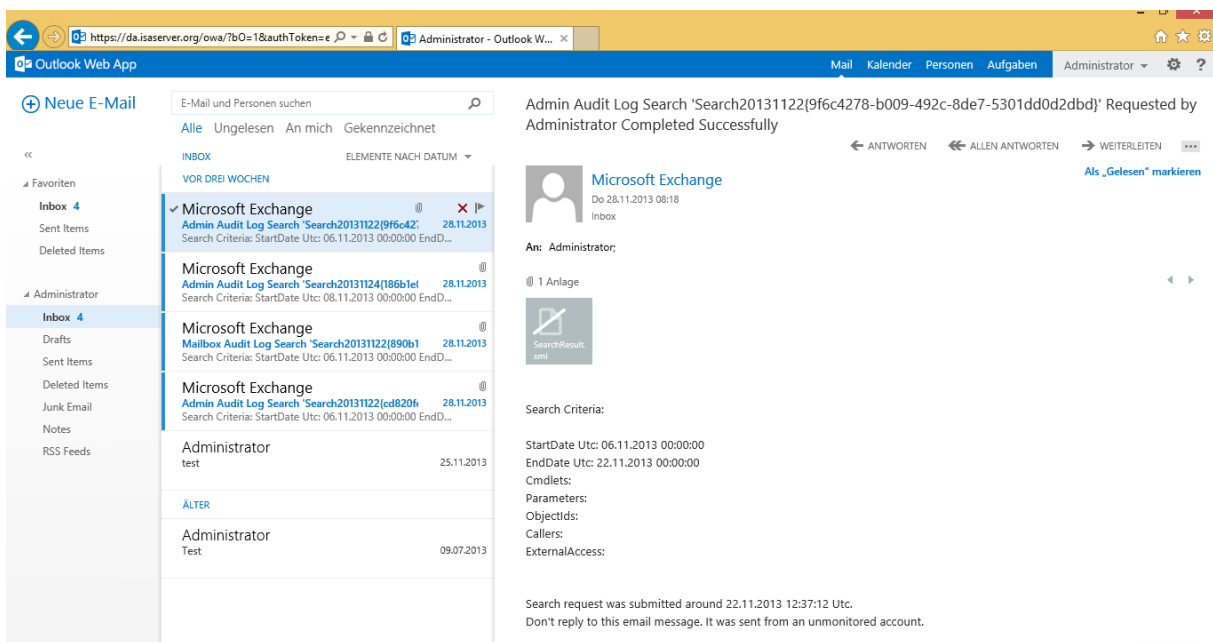 https://da.isaserver.org/owa/?bO=1&authToken=e
Administrator - Outlook W...
Outlook Web App
Mail Kalender Personen Aufgaben Administrator ?
Neue E-Mail
E-Mail und Personen suchen
Alle Ungelesen An mich Gekennzeichnet
INBOX ELEMENTE NACH DATUM
«
Favoriten
Inbox 4
Sent Items
Deleted Items
Administrator
Inbox 4
Drafts
Sent Items
Deleted Items
Junk Email
Notes
RSS Feeds
VOR DREI WOCHEN
Microsoft Exchange
Admin Audit Log Search 'Search20131122{9f6c427 28.11.2013
Search Criteria: StartDate Utc: 06.11.2013 00:00:00 EndD...
Microsoft Exchange
Admin Audit Log Search 'Search20131124{186b1e 28.11.2013
Search Criteria: StartDate Utc: 08.11.2013 00:00:00 EndD...
Microsoft Exchange
Mailbox Audit Log Search 'Search20131122{890b1 28.11.2013
Search Criteria: StartDate Utc: 06.11.2013 00:00:00 EndD...
Microsoft Exchange
Admin Audit Log Search 'Search20131122{cd820f 28.11.2013
Search Criteria: StartDate Utc: 06.11.2013 00:00:00 EndD...
Administrator
test 25.11.2013
ÄLTER
Administrator
Test 09.07.2013
Admin Audit Log Search 'Search20131122{9f6c4278-b009-492c-8de7-5301dd0d2dbd}' Requested by
Administrator Completed Successfully
ANTWORTEN ALLEN ANTWORTEN WEITERLEITEN ...
Als „Gelesen“ markieren
Microsoft Exchange
Do 28.11.2013 08:18
Inbox
An: Administrator;
1 Anlage
SearchResult.
xml
Search Criteria:
StartDate Utc: 06.11.2013 00:00:00
EndDate Utc: 22.11.2013 00:00:00
Cmdlets:
Parameters:
ObjectIds:
Callers:
ExternalAccess:
Search request was submitted around 22.11.2013 12:37:12 Utc.
Don't reply to this email message. It was sent from an unmonitored account.